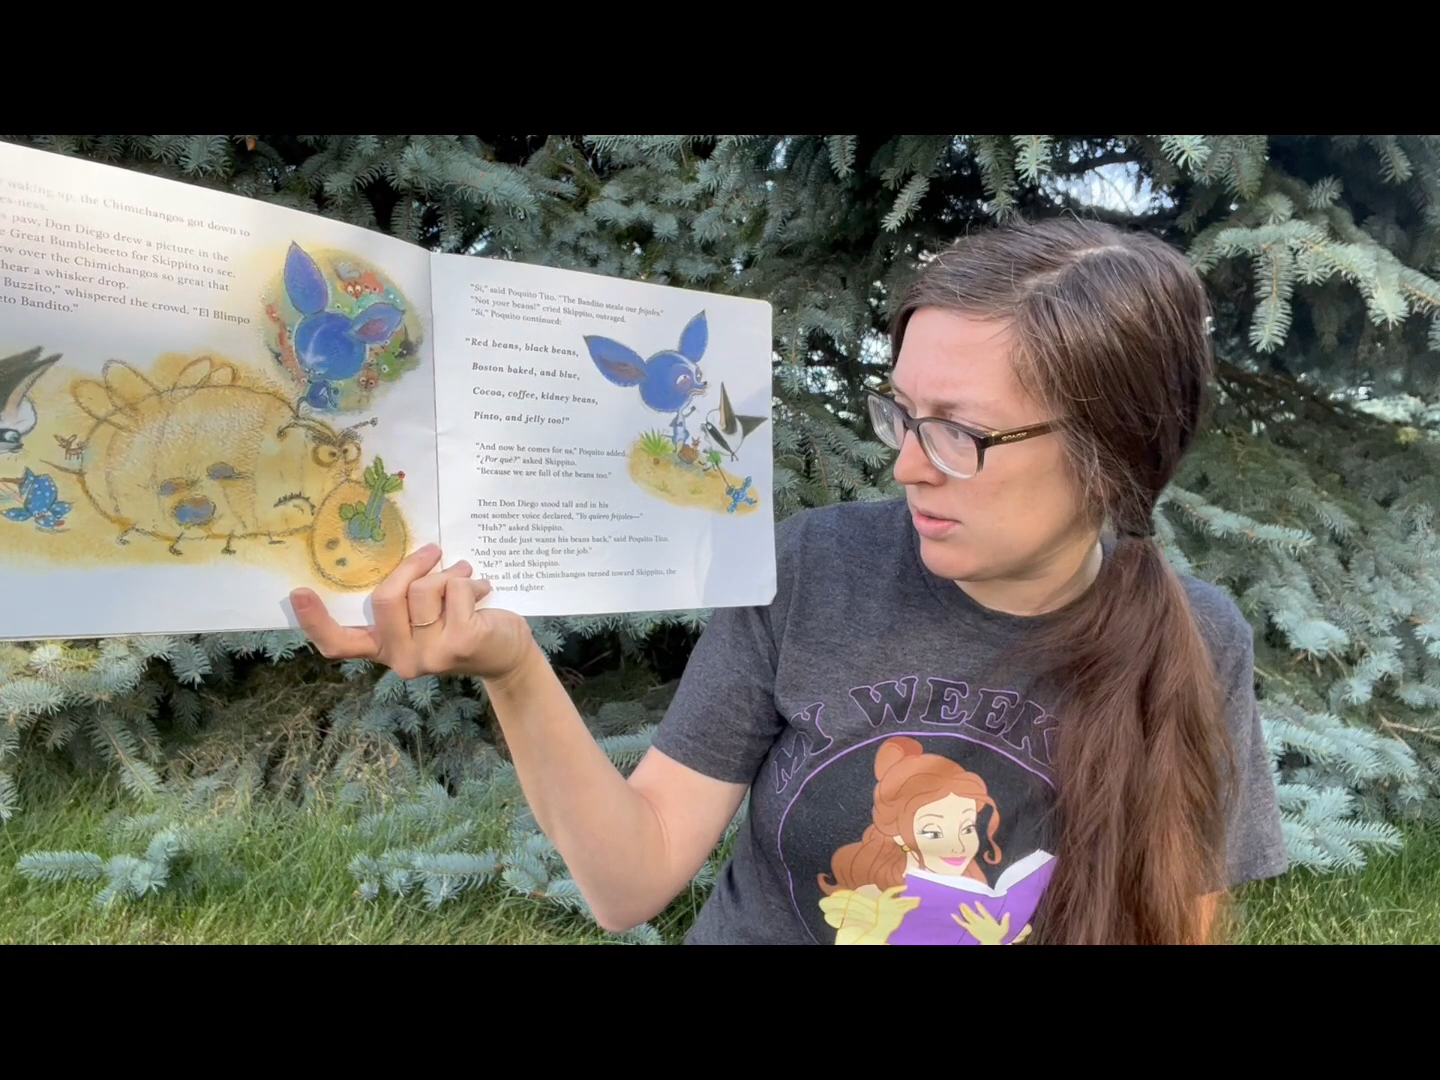 waking up, the Chimichangos got down to
es-ness.
s paw, Don Diego drew a picture in the
e Great Bumblebeeto for Skippito to see.
ew over the Chimichangos so great that
hear a whisker drop.
Buzzito," whispered the crowd. "El Blimpo
eto Bandito."
"Sí," said Poquito Tito. "The Bandito steals our frijoles."
"Not your beans!" cried Skippito, outraged.
"Sí," Poquito continued:
"Red beans, black beans,
Boston baked, and blue,
Cocoa, coffee, kidney beans,
Pinto, and jelly too!"
"And now he comes for us," Poquito added.
"¿Por qué?" asked Skippito.
"Because we are full of the beans too."
Then Don Diego stood tall and in his
most somber voice declared, "Yo quiero frijoles—"
"Huh?" asked Skippito.
"The dude just wants his beans back," said Poquito Tito.
"And you are the dog for the job."
"Me?" asked Skippito.
Then all of the Chimichangos turned toward Skippito, the
sword fighter.
MY WEEK
COACH